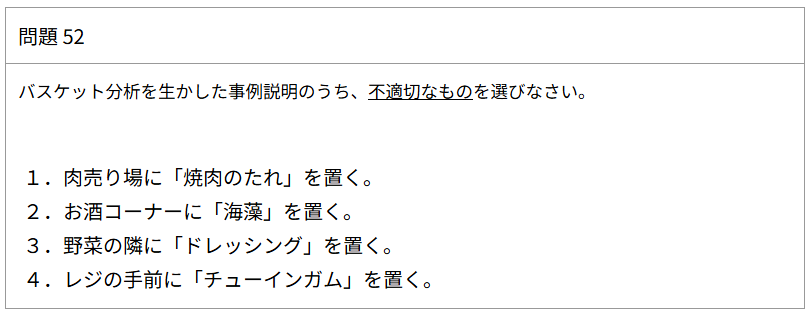 問題 52
バスケット分析を生かした事例説明のうち、不適切なものを選びなさい。
１．肉売り場に「焼肉のたれ」を置く。
２．お酒コーナーに「海藻」を置く。
３．野菜の隣に「ドレッシング」を置く。
４．レジの手前に「チューインガム」を置く。